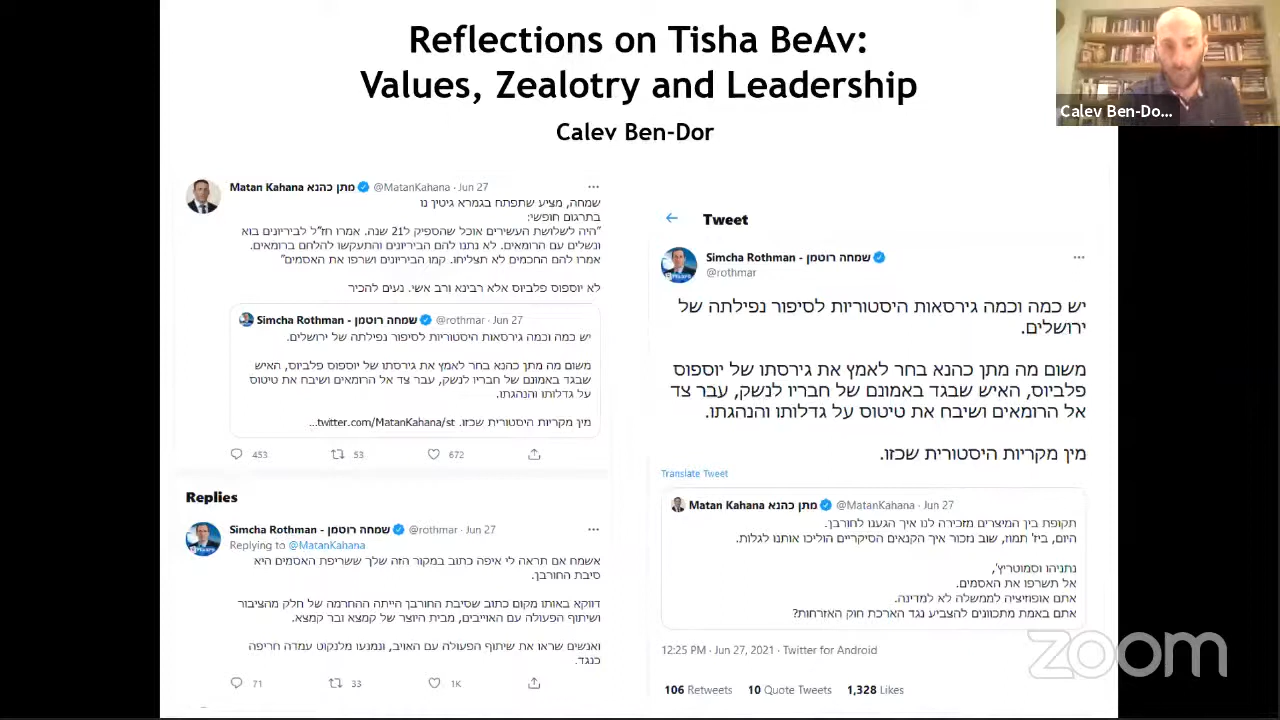 Reflections on Tisha BeAv:
Values, Zealotry and Leadership
Calev Ben-Dor
Calev Ben-Do...
Matan Kahana מתן כהנא @MatanKahana · Jun 27
שמחה, מציע שתפתח בגמרא גיטין נו
בתרגום חופשי:
"היה לשלושת העשירים אוכל שהספיק ל21 שנה. אמרו חז"ל לביריונים בוא
ונשלים עם הרומאים. לא נתנו להם הביריונים והתעקשו להלחם ברומאים.
אמרו להם החכמים לא תצליחו. קמו הביריונים ושרפו את האסמים"
לא יוספוס פלביוס אלא רבינא ורב אשי. נעים להכיר
Simcha Rothman - שמחה רוטמן @rothmar · Jun 27
יש כמה וכמה גירסאות היסטוריות לסיפור נפילתה של ירושלים.
משום מה מתן כהנא בחר לאמץ את גירסתו של יוספוס פלביוס, האיש
שבגד באמונם של חבריו לנשק, עבר צד אל הרומאים ושיבח את טיטוס
על גדלותו והנהגתו.
מין מקריות היסטורית שכזו. twitter.com/MatanKahana/st...
453 53 672
Replies
Simcha Rothman - שמחה רוטמן @rothmar · Jun 27
Replying to @MatanKahana
אשמח אם תראה לי איפה כתוב במקור הזה שלך ששריפת האסמים היא
סיבת החורבן.
דווקא באותו מקום כתוב שסיבת החורבן הייתה ההחרמה של חלק מהציבור
ושיתוף הפעולה עם האוייבים, מבית היוצר של קמצא ובר קמצא.
ואנשים שראו את שיתוף הפעולה עם האויב, ונמנעו מלנקוט עמדה חריפה
כנגד.
71 33 1K
Tweet
Simcha Rothman - שמחה רוטמן
@rothmar
יש כמה וכמה גירסאות היסטוריות לסיפור נפילתה של
ירושלים.
משום מה מתן כהנא בחר לאמץ את גירסתו של יוספוס
פלביוס, האיש שבגד באמונם של חבריו לנשק, עבר צד
אל הרומאים ושיבח את טיטוס על גדלותו והנהגתו.
מין מקריות היסטורית שכזו.
Translate Tweet
Matan Kahana מתן כהנא @MatanKahana · Jun 27
תקופת בין המיצרים מזכירה לנו איך הגענו לחורבן.
היום, בי"ז תמוז, שוב נזכור איך הקנאים הסיקריים הוליכו אותנו לגלות.
נתניהו וסמוטריץ',
אל תשרפו את האסמים.
אתם אופוזיציה לממשלה לא למדינה.
אתם באמת מתכוונים להצביע נגד הארכת חוק האזרחות?
12:25 PM · Jun 27, 2021 · Twitter for Android
106 Retweets 10 Quote Tweets 1,328 Likes
zoom